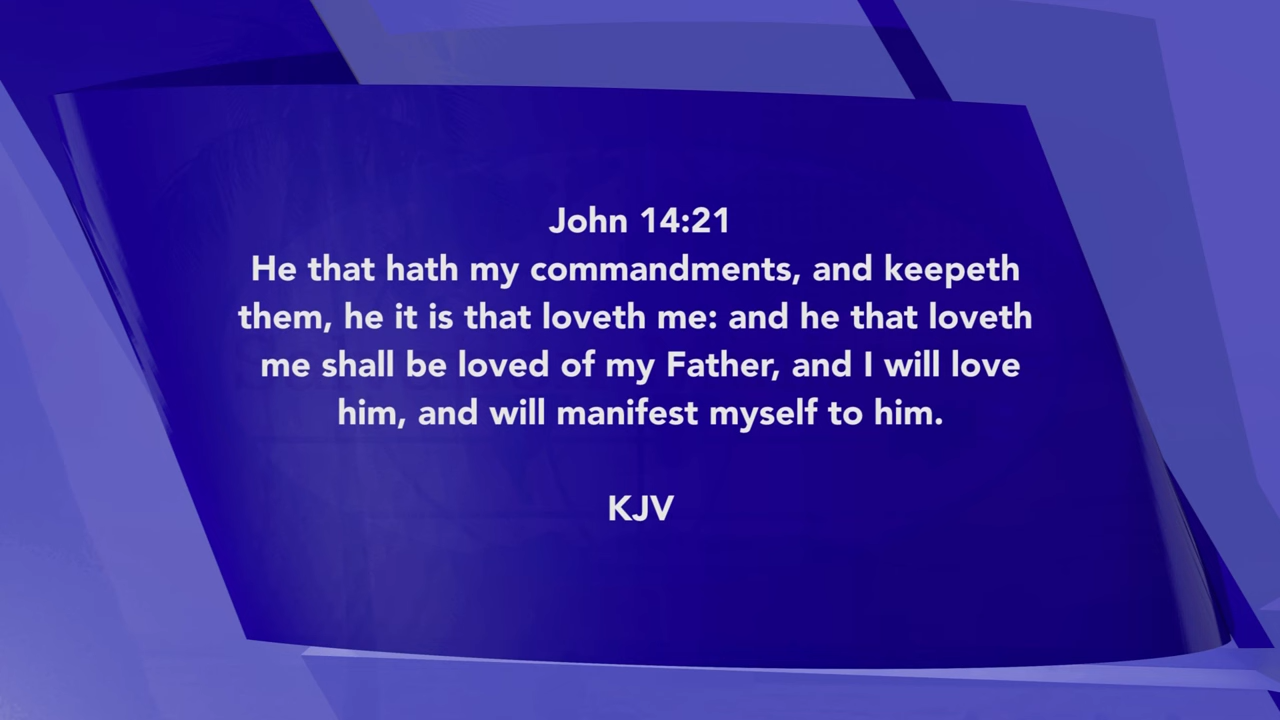 John 14:21
He that hath my commandments, and keepeth
them, he it is that loveth me: and he that loveth
me shall be loved of my Father, and I will love
him, and will manifest myself to him.
KJV